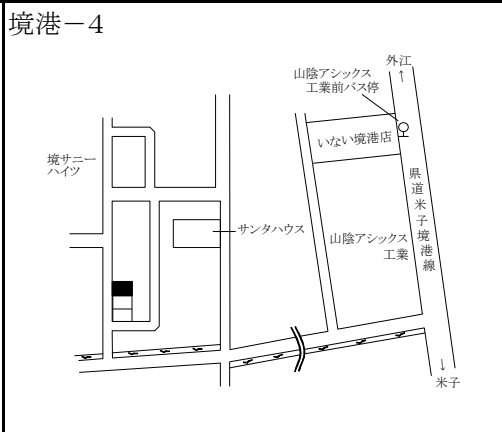 境港－4
外江
↑
山陰アシックス
工業前バス停
いない境港店
境サニー
ハイツ
県道米子境港線
サンタハウス
山陰アシックス
工業
↓
米子